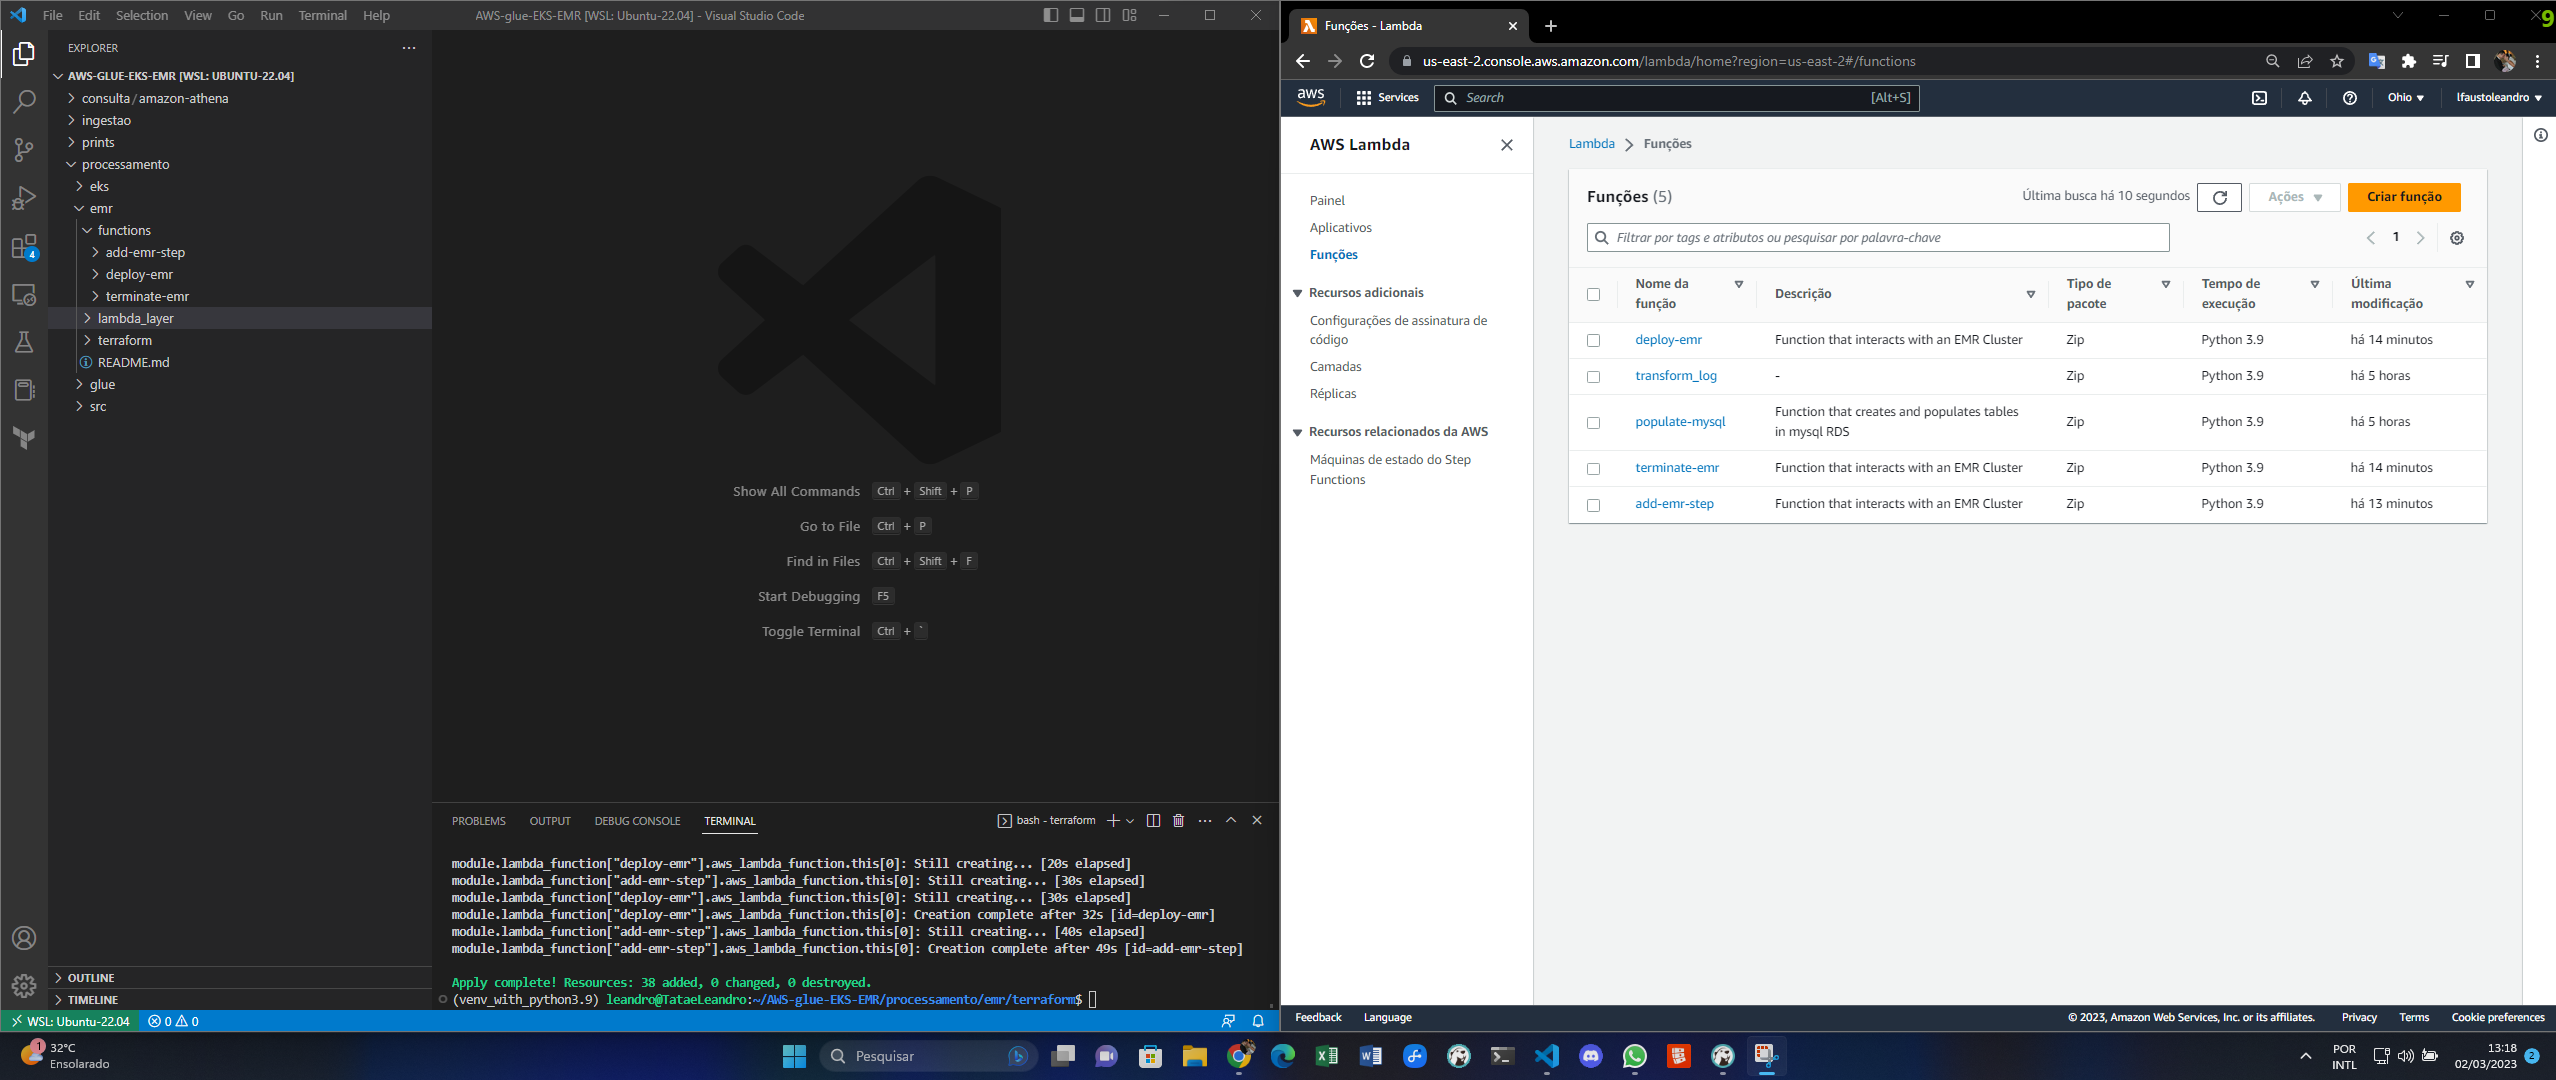 File Edit Selection View Go Run Terminal Help
AWS-glue-EKS-EMR [WSL: Ubuntu-22.04] - Visual Studio Code
EXPLORER
AWS-GLUE-EKS-EMR [WSL: UBUNTU-22.04]
consulta/amazon-athena
ingestao
prints
processamento
eks
emr
functions
add-emr-step
deploy-emr
terminate-emr
lambda_layer
terraform
README.md
glue
src
4
OUTLINE
TIMELINE
Show All Commands Ctrl + Shift + P
Go to File Ctrl + P
Find in Files Ctrl + Shift + F
Start Debugging F5
Toggle Terminal Ctrl + `
PROBLEMS OUTPUT DEBUG CONSOLE TERMINAL
bash - terraform
module.lambda_function["deploy-emr"].aws_lambda_function.this[0]: Still creating... [20s elapsed]
module.lambda_function["add-emr-step"].aws_lambda_function.this[0]: Still creating... [30s elapsed]
module.lambda_function["deploy-emr"].aws_lambda_function.this[0]: Still creating... [30s elapsed]
module.lambda_function["deploy-emr"].aws_lambda_function.this[0]: Creation complete after 32s [id=deploy-emr]
module.lambda_function["add-emr-step"].aws_lambda_function.this[0]: Still creating... [40s elapsed]
module.lambda_function["add-emr-step"].aws_lambda_function.this[0]: Creation complete after 49s [id=add-emr-step]
Apply complete! Resources: 38 added, 0 changed, 0 destroyed.
(venv_with_python3.9) leandro@TataeLeandro:~/AWS-glue-EKS-EMR/processamento/emr/terraform$
WSL: Ubuntu-22.04 0 0
Funções - Lambda
9
us-east-2.console.aws.amazon.com/lambda/home?region=us-east-2#/functions
aws Services Search [Alt+S] Ohio lfaustoleandro
AWS Lambda
Painel
Aplicativos
Funções
Recursos adicionais
Configurações de assinatura de
código
Camadas
Réplicas
Recursos relacionados da AWS
Máquinas de estado do Step
Functions
Lambda Funções
Funções (5)
Última busca há 10 segundos Ações Criar função
Filtrar por tags e atributos ou pesquisar por palavra-chave
1
Nome da
função
Descrição
Tipo de
pacote
Tempo de
execução
Última
modificação
deploy-emr Function that interacts with an EMR Cluster Zip Python 3.9 há 14 minutos
transform_log - Zip Python 3.9 há 5 horas
populate-mysql Function that creates and populates tables
in mysql RDS Zip Python 3.9 há 5 horas
terminate-emr Function that interacts with an EMR Cluster Zip Python 3.9 há 14 minutos
add-emr-step Function that interacts with an EMR Cluster Zip Python 3.9 há 13 minutos
Feedback Language
© 2023, Amazon Web Services, Inc. or its affiliates. Privacy Terms Cookie preferences
1
32°C
Ensolarado
Pesquisar
POR
INTL
13:18
02/03/2023
2